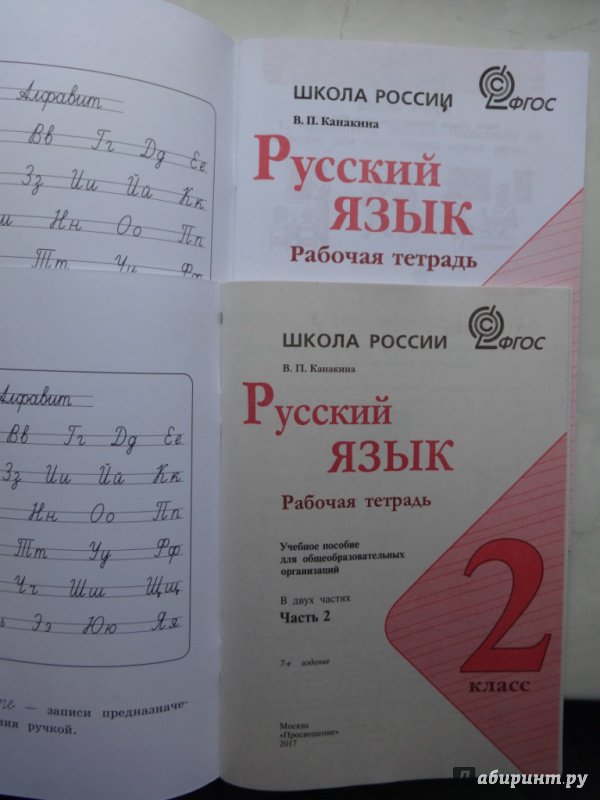 Алфавит
Вв Гг Дд Ее
Зз Ии Йй Кк
Нн Оо Пп
Тт Уу Фф
ШКОЛА РОССИИ
ФГОС
В. П. Канакина
Русский
ЯЗЫК
Рабочая тетрадь
Алфавит
Вв Гг Дд Ее
Зз Ии Йй Кк
Нн Оо Пп
Тт Уу Фф
Чч Шш Щщ
ь Ээ Юю Яя
— записи предназначе-
ния ручкой.
ШКОЛА РОССИИ
ФГОС
В. П. Канакина
Русский
ЯЗЫК
Рабочая тетрадь
Учебное пособие
для общеобразовательных
организаций
В двух частях
Часть 2
7-е издание
2
КЛАСС
Москва
«Просвещение»
2017
абиринт.ру